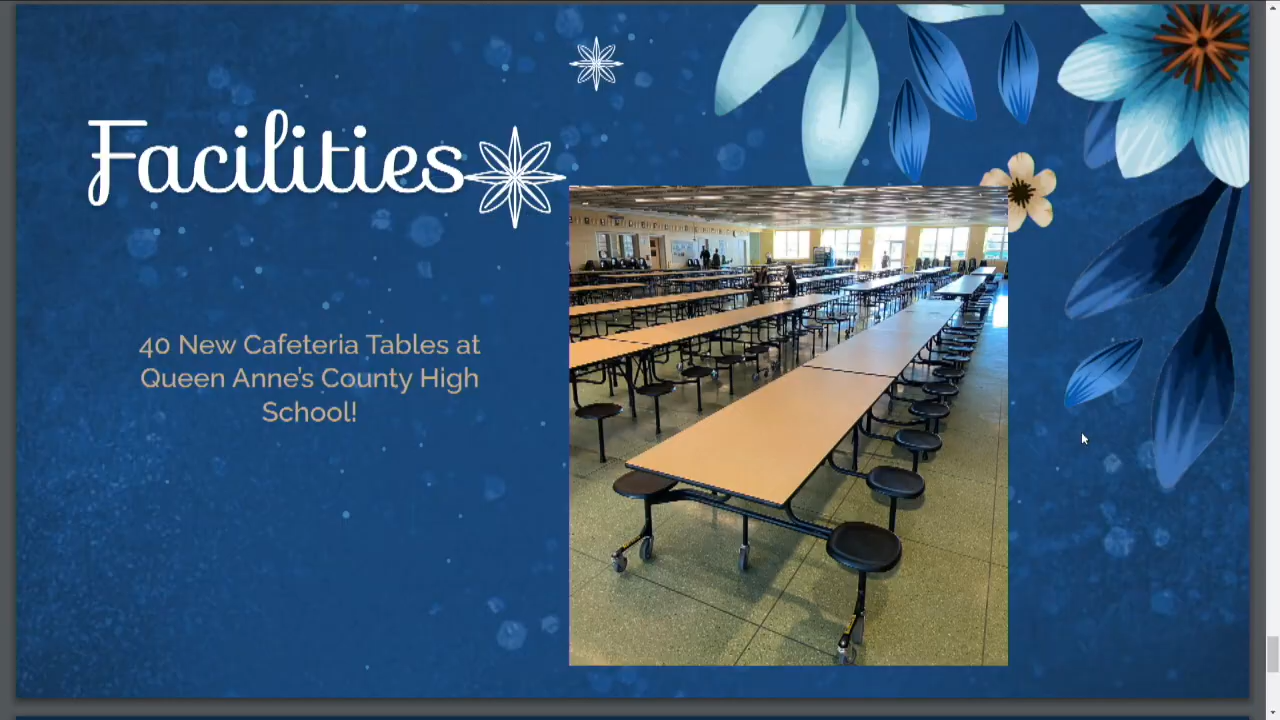 Facilities
40 New Cafeteria Tables at
Queen Anne's County High
School!